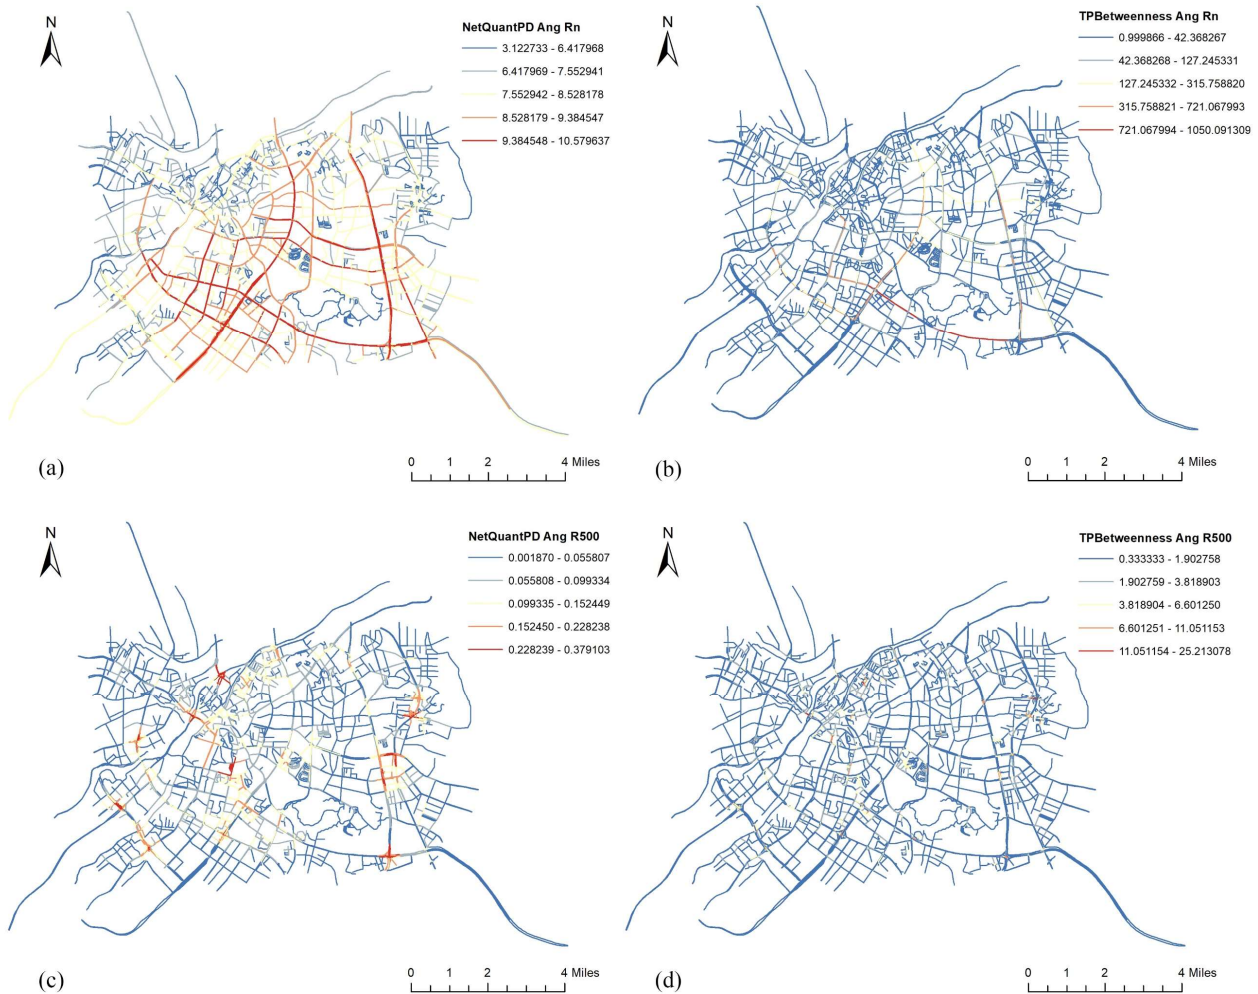 N
NetQuantPD Ang Rn
3.122733 - 6.417968
6.417969 - 7.552941
7.552942 - 8.528178
8.528179 - 9.384547
9.384548 - 10.579637
(a)
0 1 2 4 Miles
N
TPBetweenness Ang Rn
0.999866 - 42.368267
42.368268 - 127.245331
127.245332 - 315.758820
315.758821 - 721.067993
721.067994 - 1050.091309
(b)
0 1 2 4 Miles
N
NetQuantPD Ang R500
0.001870 - 0.055807
0.055808 - 0.099334
0.099335 - 0.152449
0.152450 - 0.228238
0.228239 - 0.379103
(c)
0 1 2 4 Miles
N
TPBetweenness Ang R500
0.333333 - 1.902758
1.902759 - 3.818903
3.818904 - 6.601250
6.601251 - 11.051153
11.051154 - 25.213078
(d)
0 1 2 4 Miles